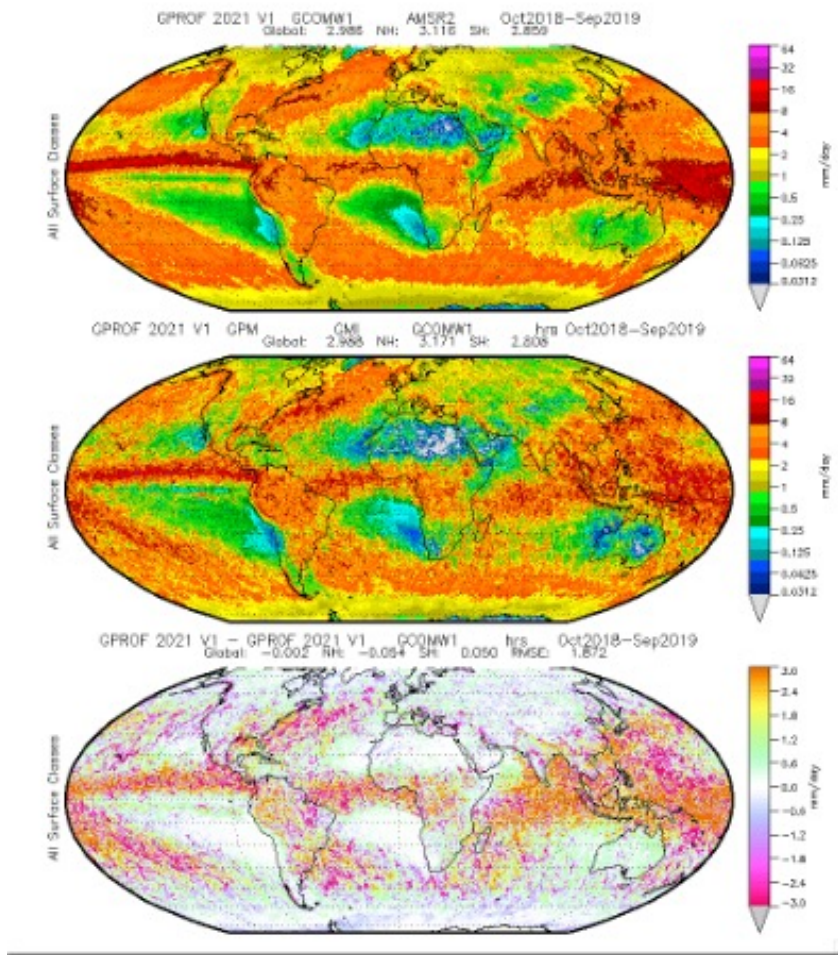 GPROF 2021 V1 GCOMW1 AMSR2 Oct2018-Sep2019
Global: 2.986 NH: 3.116 SH: 2.859
All Surface Classes
64
32
16
8
4
2
1
0.5
0.25
0.125
0.0625
0.0312
mm/day
GPROF 2021 V1 GPM GMI GCOMW1 hrs Oct2018-Sep2019
Global: 2.988 NH: 3.171 SH: 2.808
All Surface Classes
64
32
16
8
4
2
1
0.5
0.25
0.125
0.0625
0.0312
mm/day
GPROF 2021 V1 - GPROF 2021 V1 GCOMW1 hrs Oct2018-Sep2019
Global: -0.002 NH: -0.054 SH: 0.050 RMSE: 1.872
All Surface Classes
3.0
2.4
1.8
1.2
0.6
0.0
-0.6
-1.2
-1.8
-2.4
-3.0
mm/day